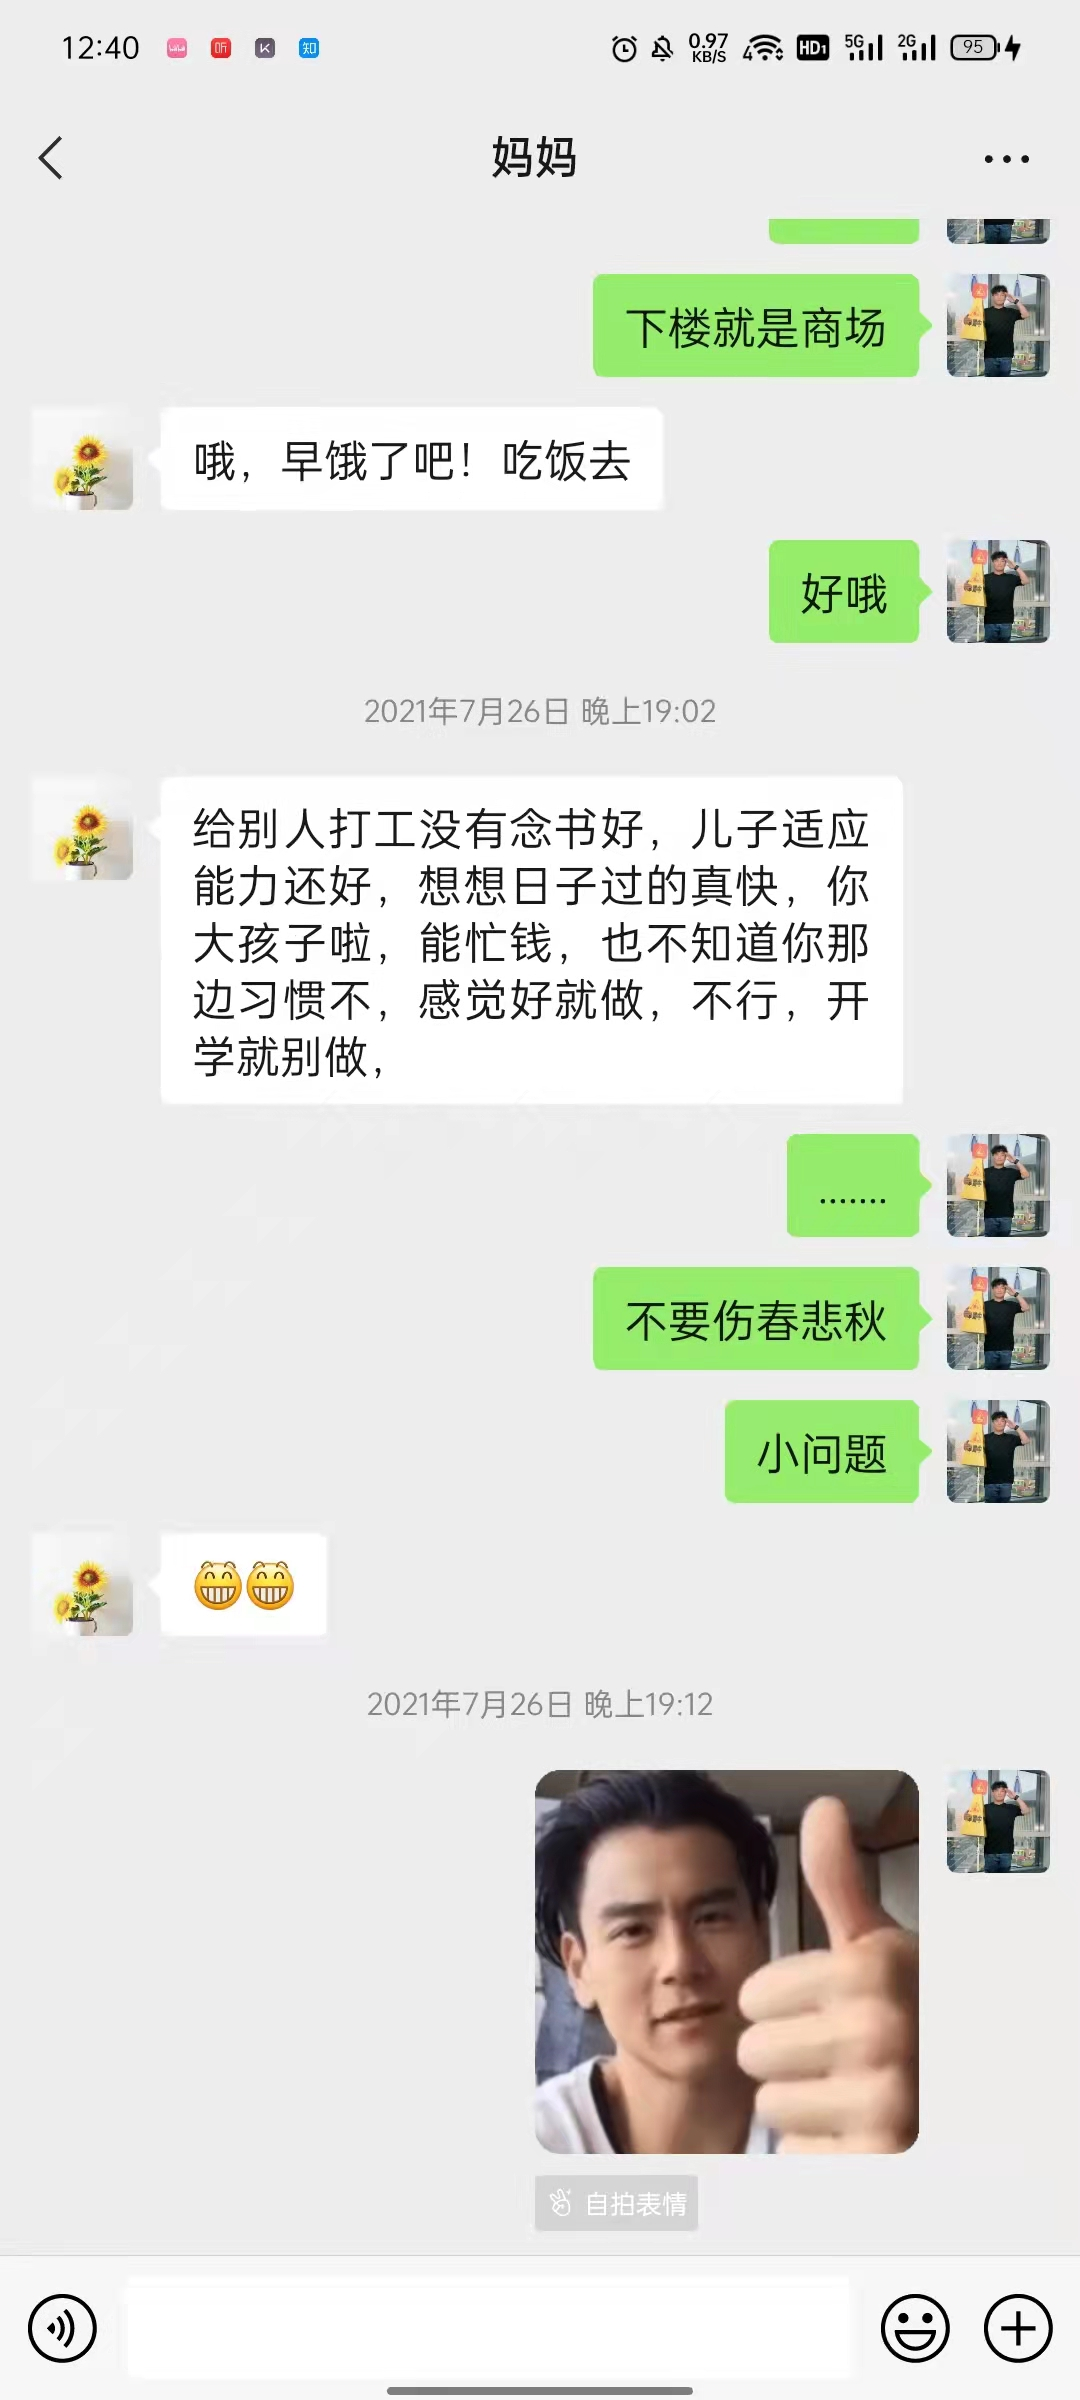 12:40
听
知
0.97
KB/S
4
HD1
5G
2G
95
妈妈
下楼就是商场
哦，早饿了吧！吃饭去
好哦
2021年7月26日 晚上19:02
给别人打工没有念书好，儿子适应
能力还好，想想日子过的真快，你
大孩子啦，能忙钱，也不知道你那
边习惯不，感觉好就做，不行，开
学就别做，
.......
不要伤春悲秋
小问题
2021年7月26日 晚上19:12
自拍表情